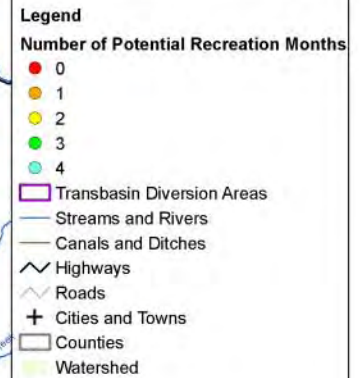 Legend
Number of Potential Recreation Months
0
1
2
3
4
Transbasin Diversion Areas
Streams and Rivers
Canals and Ditches
Highways
Roads
Cities and Towns
Counties
Watershed